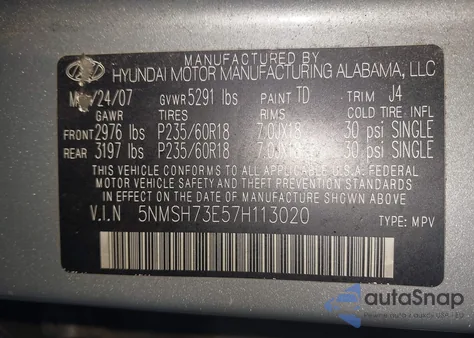 MANUFACTURED BY
HYUNDAI MOTOR MANUFACTURING ALABAMA, LLC
/24/07 GVWR 5291 lbs PAINT TD TRIM J4
GAWR TIRES RIMS COLD TIRE INFL
FRONT 2976 lbs P235/60R18 7.0JX18 30 psi SINGLE
REAR 3197 lbs P235/60R18 7.0JX18 30 psi SINGLE
THIS VEHICLE CONFORMS TO ALL APPLICABLE U.S.A. FEDERAL
MOTOR VEHICLE SAFETY AND THEFT PREVENTION STANDARDS
IN EFFECT ON THE DATE OF MANUFACTURE SHOWN ABOVE.
V.I.N 5NMSH73E57H113020 TYPE: MPV
autaSnap